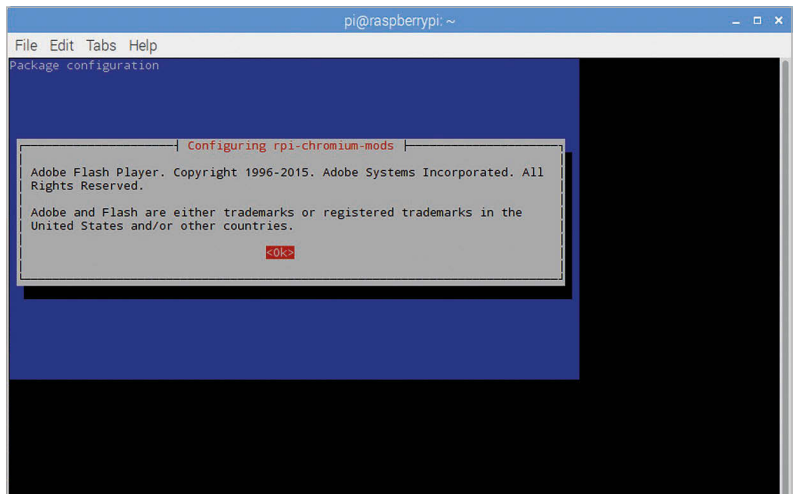 pi@raspberrypi: ~
File Edit Tabs Help
Package configuration
Configuring rpi-chromium-mods
Adobe Flash Player. Copyright 1996-2015. Adobe Systems Incorporated. All
Rights Reserved.
Adobe and Flash are either trademarks or registered trademarks in the
United States and/or other countries.
<Ok>